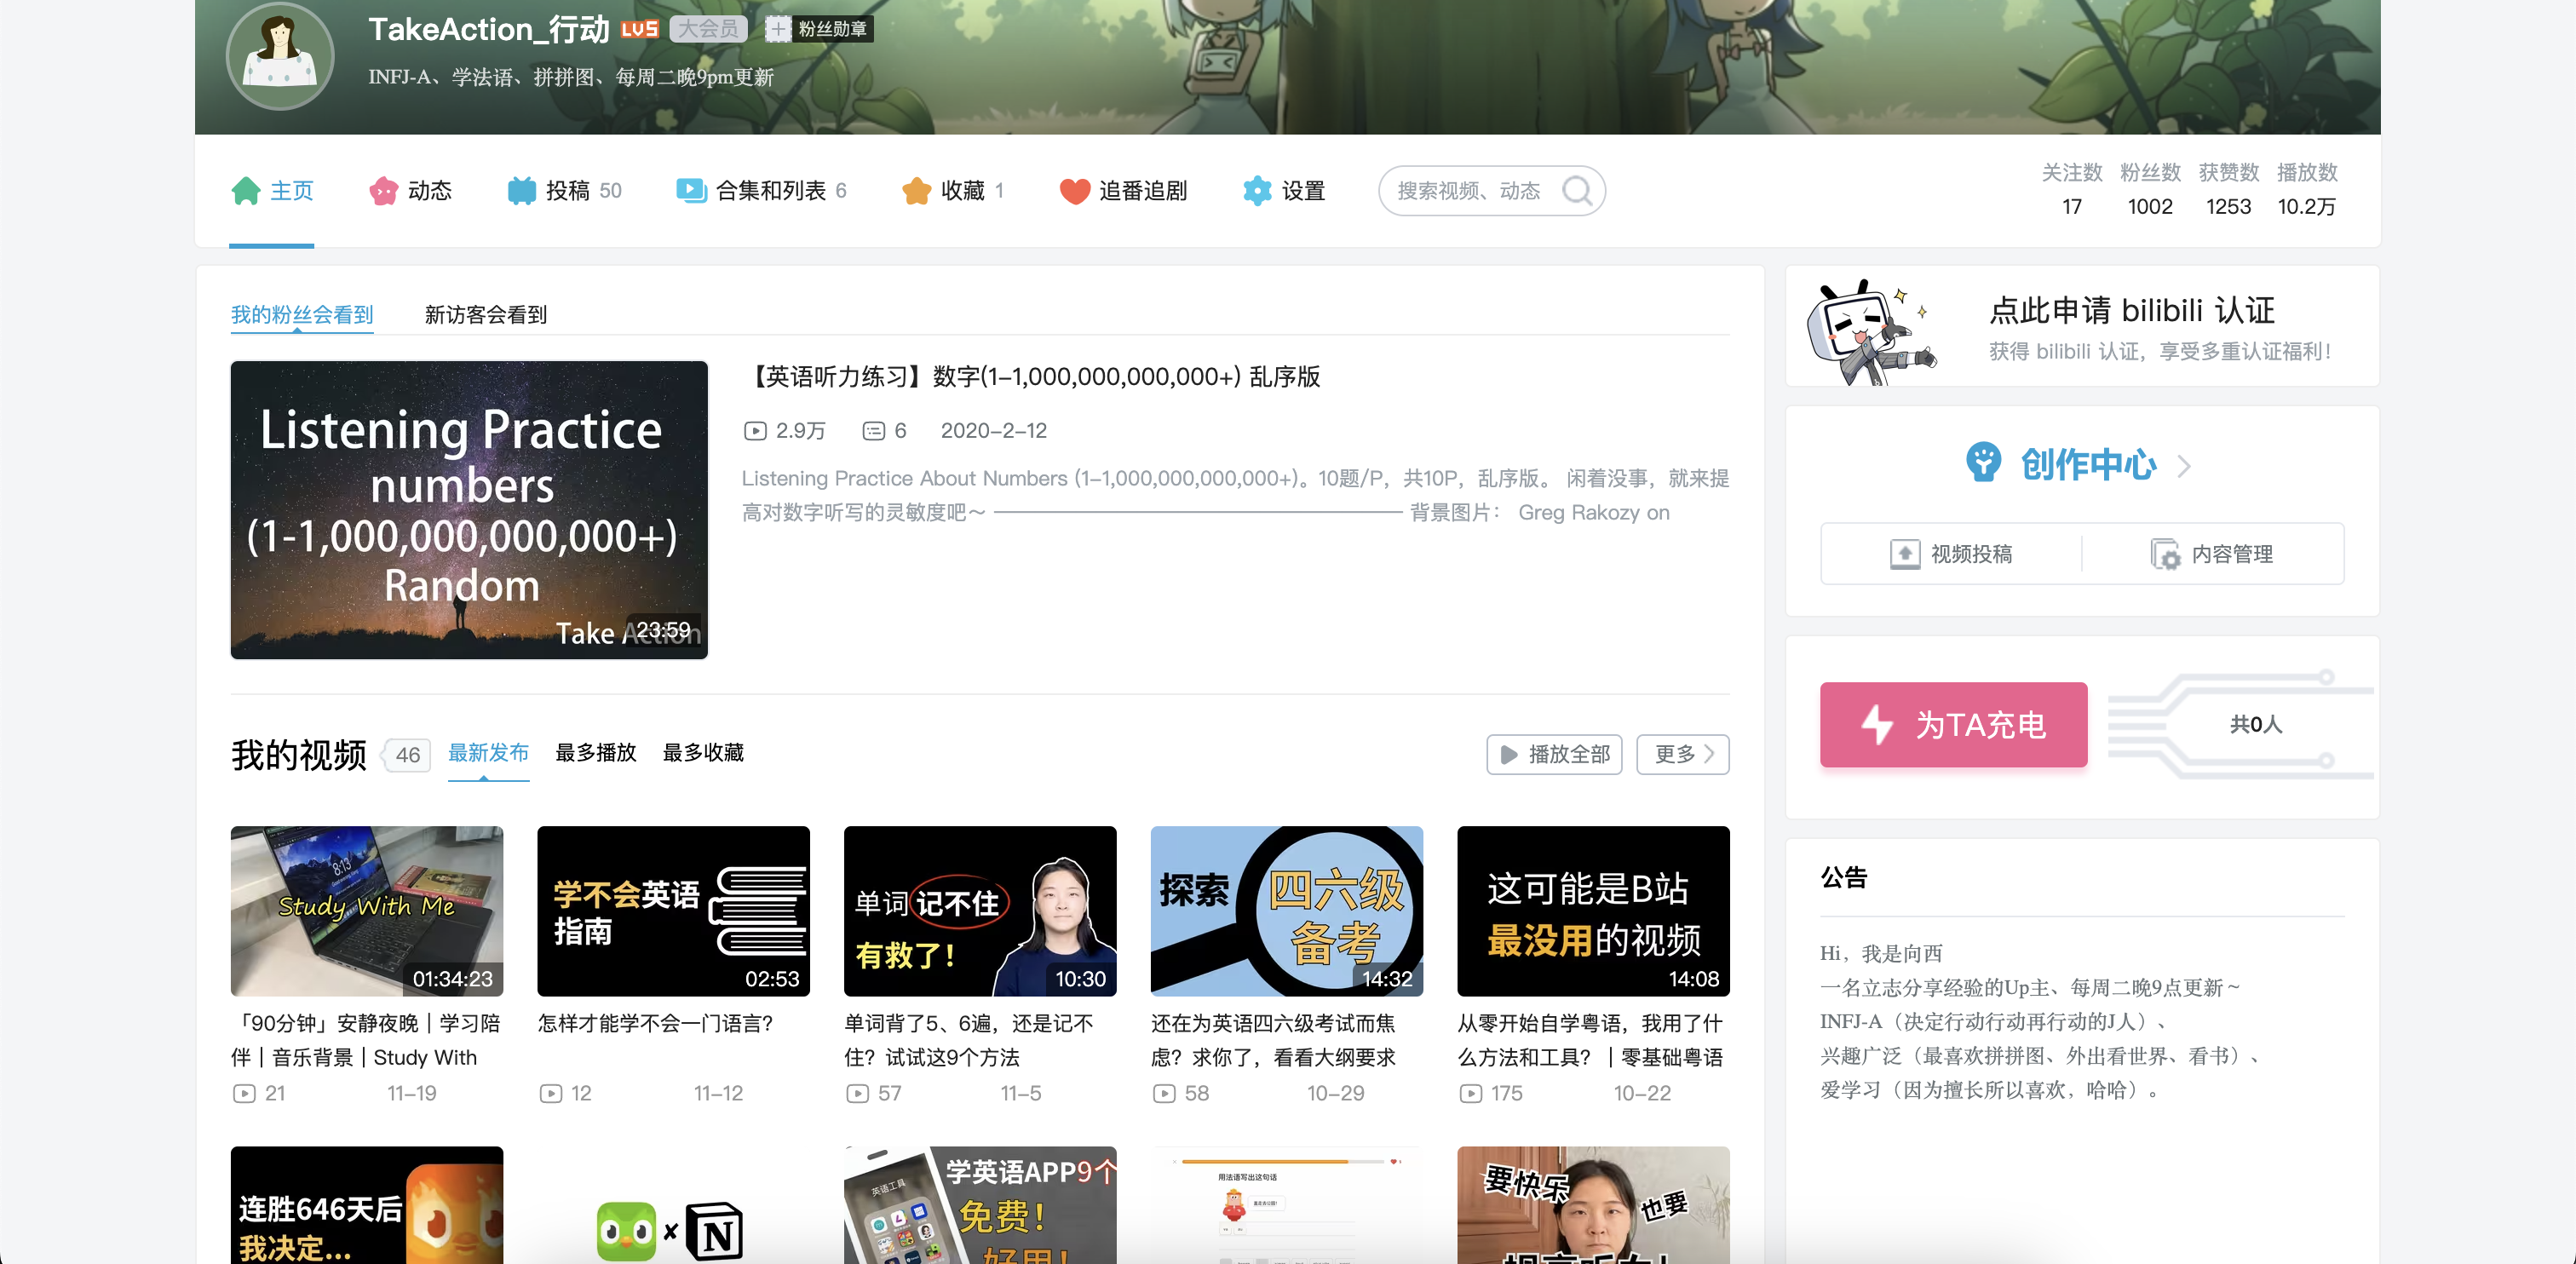 TakeAction_行动 LV5 大会员 粉丝勋章
INFJ-A、学法语、拼拼图、每周二晚9pm更新
主页 动态 投稿 50 合集和列表 6 收藏 1 追番追剧 设置 搜索视频、动态
关注数 粉丝数 获赞数 播放数
17 1002 1253 10.2万
我的粉丝会看到 新访客会看到
Listening Practice
numbers
(1-1,000,000,000,000+)
Random
Take Action
23:59
【英语听力练习】数字(1-1,000,000,000,000+) 乱序版
2.9万 6 2020-2-12
Listening Practice About Numbers (1-1,000,000,000,000+)。10题/P，共10P，乱序版。 闲着没事，就来提
高对数字听写的灵敏度吧～ ———————————————————— 背景图片： Greg Rakozy on
点此申请 bilibili 认证
获得 bilibili 认证，享受多重认证福利！
创作中心
视频投稿 内容管理
为TA充电 共0人
公告
Hi，我是向西
一名立志分享经验的Up主、每周二晚9点更新～
INFJ-A（决定行动行动再行动的J人）、
兴趣广泛（最喜欢拼拼图、外出看世界、看书）、
爱学习（因为擅长所以喜欢，哈哈）。
我的视频 46 最新发布 最多播放 最多收藏 播放全部 更多
8:13
Study With Me
01:34:23
「90分钟」安静夜晚｜学习陪
伴｜音乐背景｜Study With
21 11-19
学不会英语
指南
02:53
怎样才能学不会一门语言？
12 11-12
单词记不住
有救了！
10:30
单词背了5、6遍，还是记不
住？试试这9个方法
57 11-5
探索
四六级
备考
14:32
还在为英语四六级考试而焦
虑？求你了，看看大纲要求
58 10-29
这可能是B站
最没用的视频
14:08
从零开始自学粤语，我用了什
么方法和工具？｜零基础粤语
175 10-22
连胜646天后
我决定...
x N
英语工具
学英语APP9个
免费！
好用！
用法语写出这句话
要快乐
也要